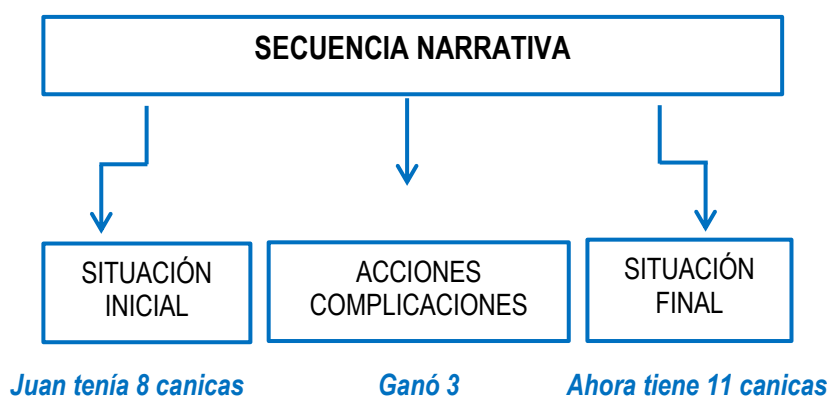 SECUENCIA NARRATIVA
SITUACIÓN
INICIAL
ACCIONES
COMPLICACIONES
SITUACIÓN
FINAL
Juan tenía 8 canicas
Ganó 3
Ahora tiene 11 canicas